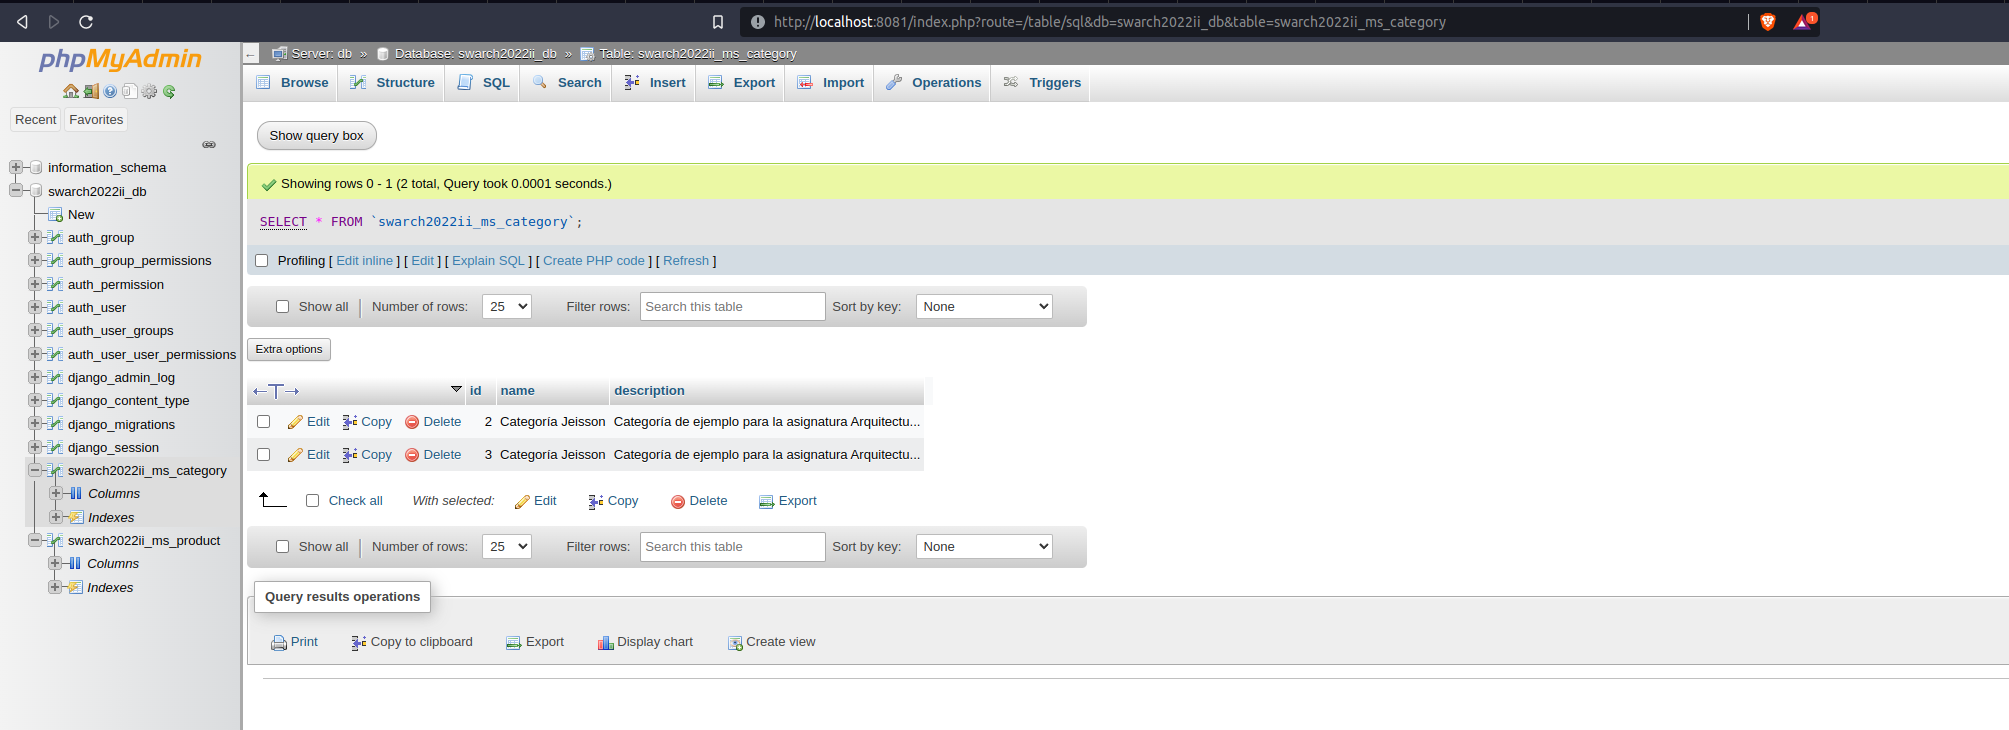 http://localhost:8081/index.php?route=/table/sql&db=swarch2022ii_db&table=swarch2022ii_ms_category
1
phpMyAdmin
Recent Favorites
information_schema
swarch2022ii_db
New
auth_group
auth_group_permissions
auth_permission
auth_user
auth_user_groups
auth_user_user_permissions
django_admin_log
django_content_type
django_migrations
django_session
swarch2022ii_ms_category
Columns
Indexes
swarch2022ii_ms_product
Columns
Indexes
Server: db » Database: swarch2022ii_db » Table: swarch2022ii_ms_category
Browse Structure SQL Search Insert Export Import Operations Triggers
Show query box
Showing rows 0 - 1 (2 total, Query took 0.0001 seconds.)
SELECT * FROM `swarch2022ii_ms_category`;
Profiling [ Edit inline ] [ Edit ] [ Explain SQL ] [ Create PHP code ] [ Refresh ]
Show all Number of rows: 25 Filter rows: Search this table Sort by key: None
Extra options
id name description
Edit Copy Delete 2 Categoría Jeisson Categoría de ejemplo para la asignatura Arquitectu...
Edit Copy Delete 3 Categoría Jeisson Categoría de ejemplo para la asignatura Arquitectu...
Check all With selected: Edit Copy Delete Export
Show all Number of rows: 25 Filter rows: Search this table Sort by key: None
Query results operations
Print Copy to clipboard Export Display chart Create view